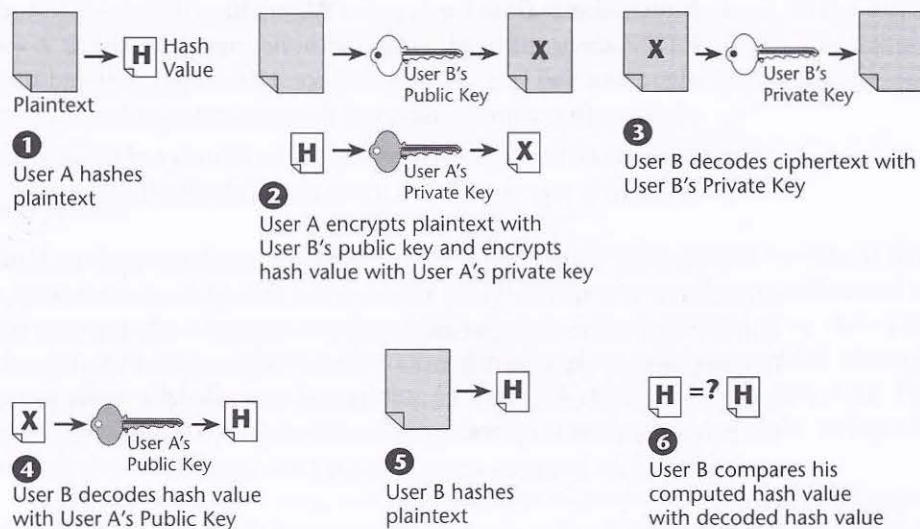 H Hash
Value
Plaintext
1
User A hashes
plaintext
User B's
Public Key
X
H
User A's
Private Key
X
2
User A encrypts plaintext with
User B's public key and encrypts
hash value with User A's private key
X
User B's
Private Key
3
User B decodes ciphertext with
User B's Private Key
X
User A's
Public Key
H
4
User B decodes hash value
with User A's Public Key
H
5
User B hashes
plaintext
H =? H
6
User B compares his
computed hash value
with decoded hash value